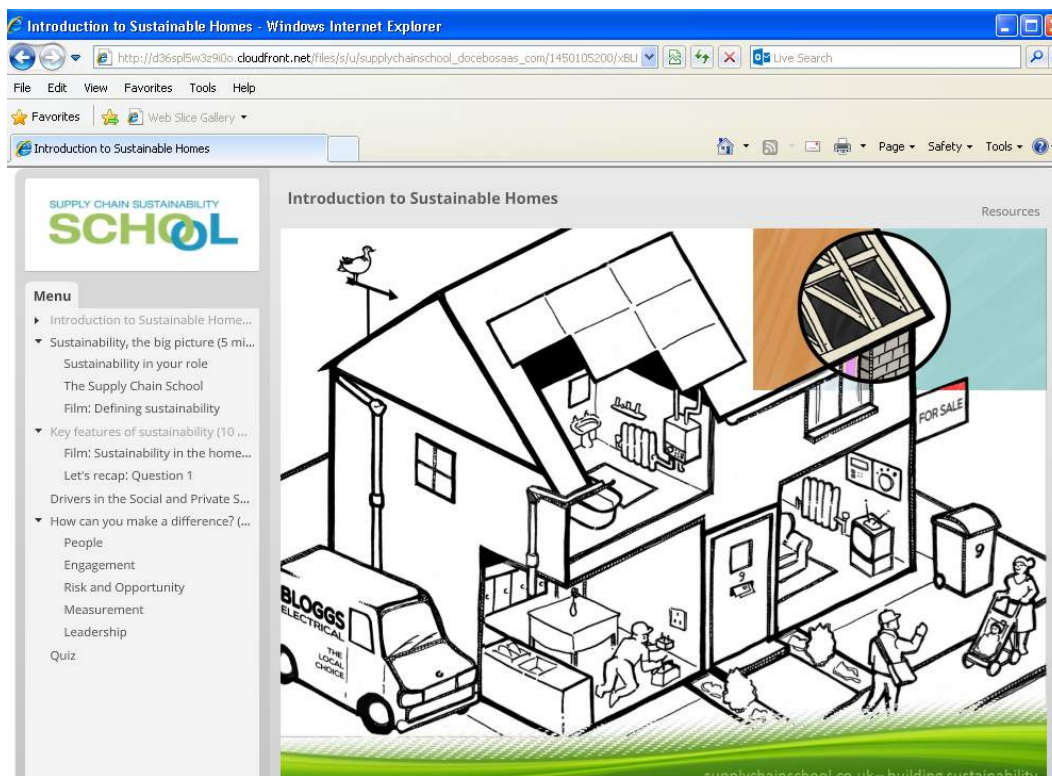 Introduction to Sustainable Homes - Windows Internet Explorer
http://d36spl5w3z9i0o.cloudfront.net/files/s/u/supplychainschool_docebosaas_com/1450105200/xBLI
Live Search
File Edit View Favorites Tools Help
Favorites Web Slice Gallery
Introduction to Sustainable Homes
Page Safety Tools
SUPPLY CHAIN SUSTAINABILITY
SCHOOL
Introduction to Sustainable Homes
Resources
Menu
Introduction to Sustainable Home...
Sustainability, the big picture (5 mi...
Sustainability in your role
The Supply Chain School
Film: Defining sustainability
Key features of sustainability (10 ...
Film: Sustainability in the home...
Let's recap: Question 1
Drivers in the Social and Private S...
How can you make a difference? (...
People
Engagement
Risk and Opportunity
Measurement
Leadership
Quiz
FOR SALE
9
9
BLOGGS
ELECTRICAL
THE
LOCAL
CHOICE
supplychainschool.co.uk - building sustainability